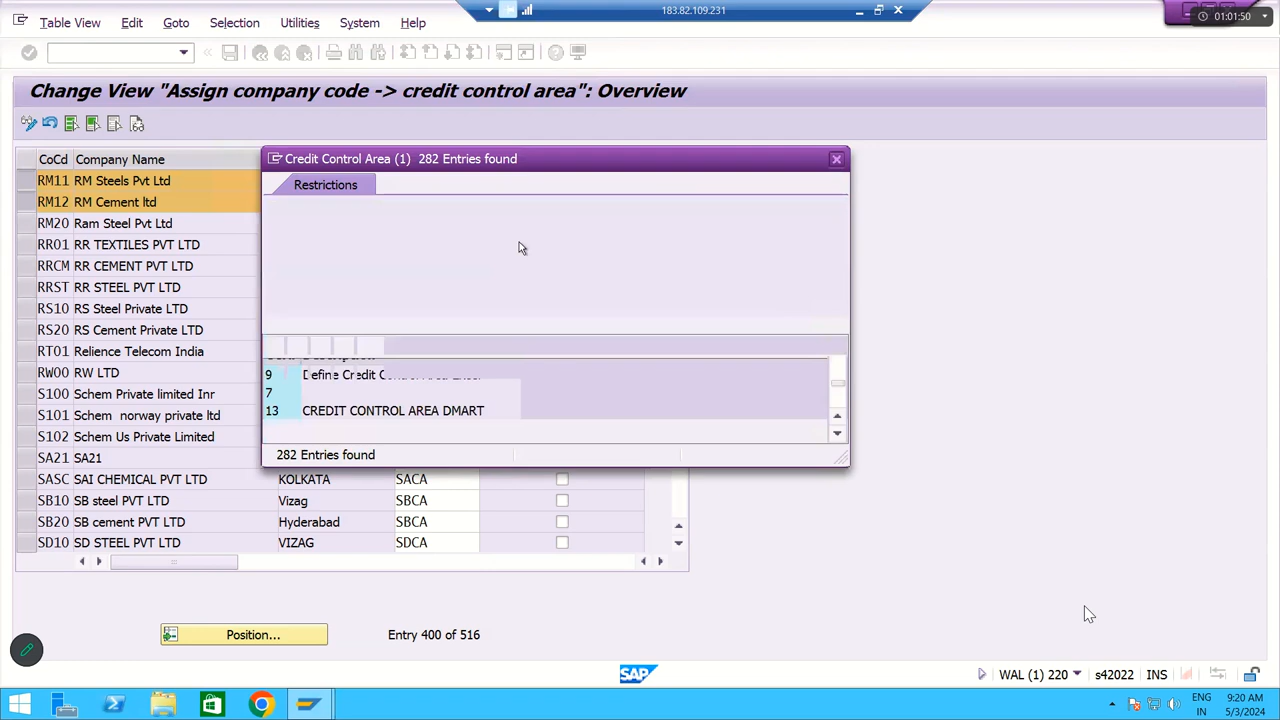 Table View Edit Goto Selection Utilities System Help
183.82.109.231
01:01:50
Change View "Assign company code -> credit control area": Overview
CoCd Company Name
RM11 RM Steels Pvt Ltd
RM12 RM Cement ltd
RM20 Ram Steel Pvt Ltd
RR01 RR TEXTILES PVT LTD
RRCM RR CEMENT PVT LTD
RRST RR STEEL PVT LTD
RS10 RS Steel Private LTD
RS20 RS Cement Private LTD
RT01 Relience Telecom India
RW00 RW LTD
S100 Schem Private limited Inr
S101 Schem norway private ltd
S102 Schem Us Private Limited
SA21 SA21
SASC SAI CHEMICAL PVT LTD KOLKATA SACA
SB10 SB steel PVT LTD Vizag SBCA
SB20 SB cement PVT LTD Hyderabad SBCA
SD10 SD STEEL PVT LTD VIZAG SDCA
Credit Control Area (1) 282 Entries found
Restrictions
9 Define Credit
7
13 CREDIT CONTROL AREA DMART
282 Entries found
Position... Entry 400 of 516
SAP
WAL (1) 220 s42022 INS
ENG
IN
9:20 AM
5/3/2024